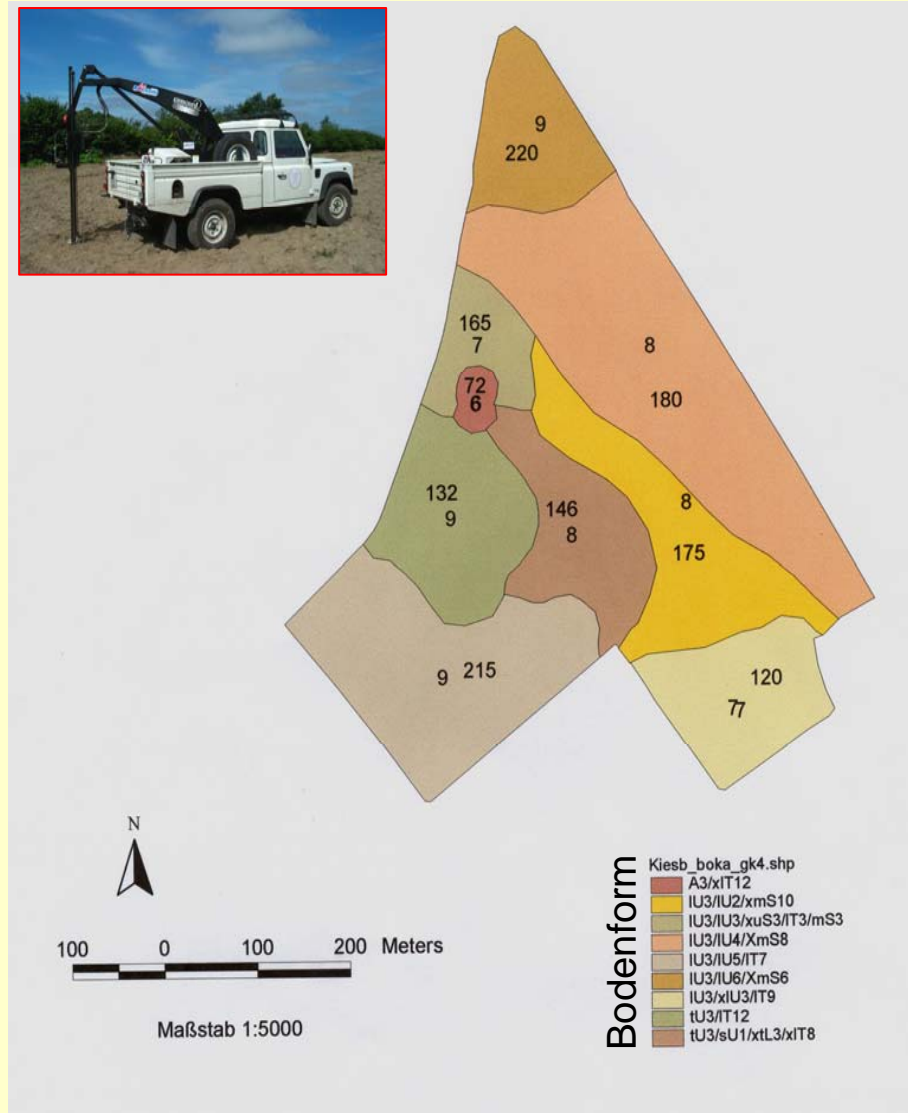 9
220
165
7
8
72
6
180
132
9
146
8
8
175
9 215
120
77
N
100 0 100 200 Meters
Maßstab 1:5000
Bodenform
Kiesb_boka_gk4.shp
A3/xlT12
lU3/lU2/xmS10
lU3/lU3/xuS3/lT3/mS3
lU3/lU4/XmS8
lU3/lU5/lT7
lU3/lU6/XmS6
lU3/xlU3/lT9
tU3/lT12
tU3/sU1/xtL3/xlT8